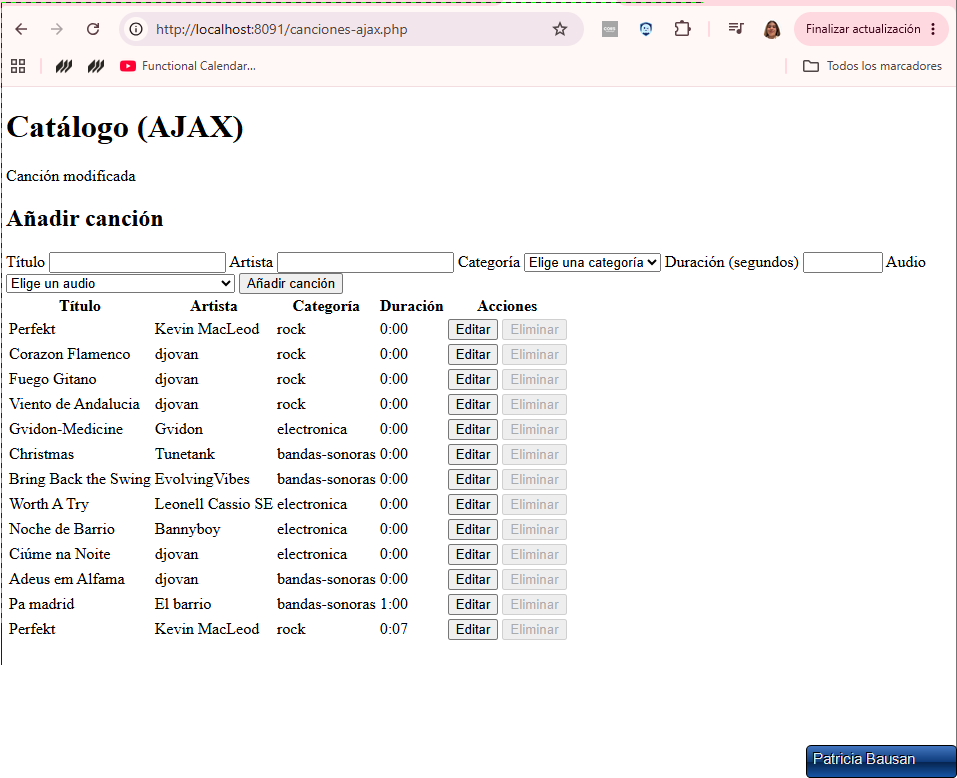 http://localhost:8091/canciones-ajax.php
Finalizar actualización
Functional Calendar...
Todos los marcadores
Catálogo (AJAX)
Canción modificada
Añadir canción
Título Artista Categoría Elige una categoría Duración (segundos) Audio
Elige un audio Añadir canción
Título Artista Categoría Duración Acciones
Perfekt Kevin MacLeod rock 0:00 Editar Eliminar
Corazon Flamenco djovan rock 0:00 Editar Eliminar
Fuego Gitano djovan rock 0:00 Editar Eliminar
Viento de Andalucia djovan rock 0:00 Editar Eliminar
Gvidon-Medicine Gvidon electronica 0:00 Editar Eliminar
Christmas Tunetank bandas-sonoras 0:00 Editar Eliminar
Bring Back the Swing EvolvingVibes bandas-sonoras 0:00 Editar Eliminar
Worth A Try Leonell Cassio SE electronica 0:00 Editar Eliminar
Noche de Barrio Bannyboy electronica 0:00 Editar Eliminar
Ciúme na Noite djovan electronica 0:00 Editar Eliminar
Adeus em Alfama djovan bandas-sonoras 0:00 Editar Eliminar
Pa madrid El barrio bandas-sonoras 1:00 Editar Eliminar
Perfekt Kevin MacLeod rock 0:07 Editar Eliminar
Patricia Bausan